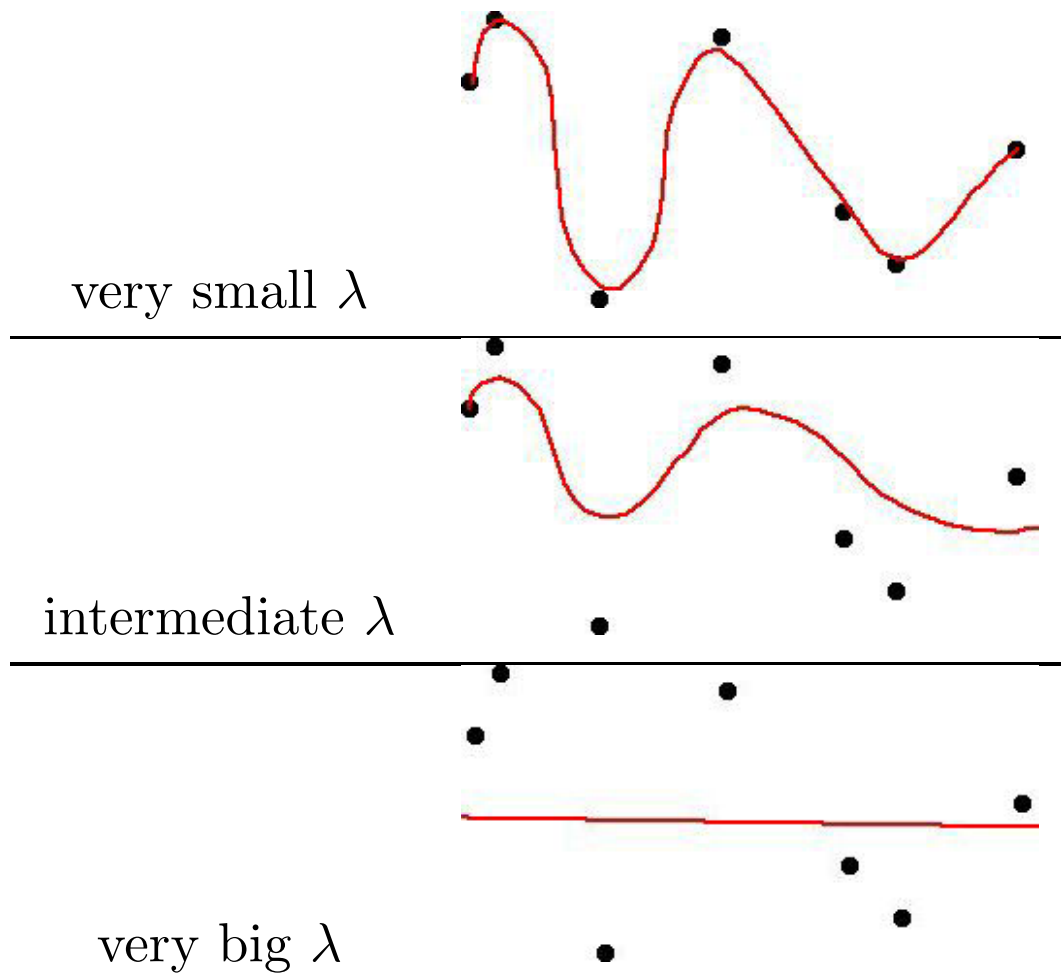 very small λ
intermediate λ
very big λ